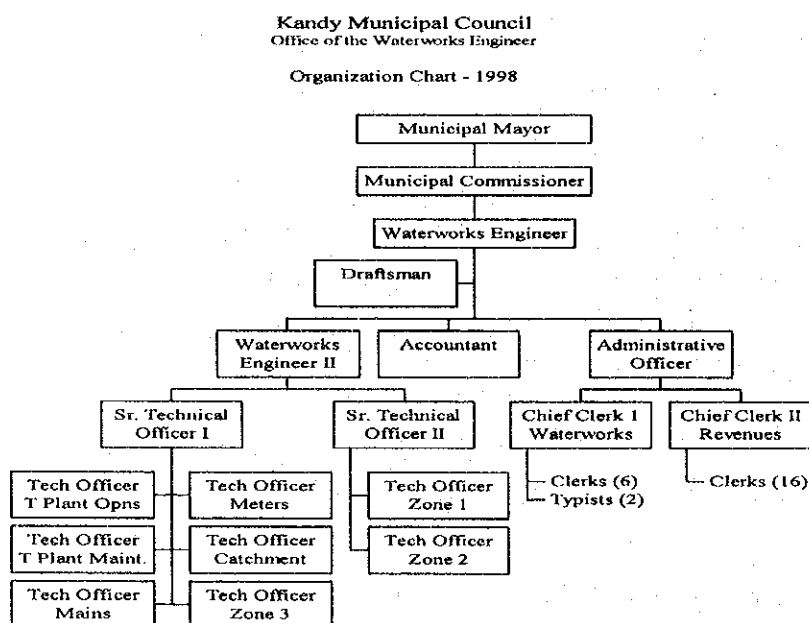 Kandy Municipal Council
Office of the Waterworks Engineer
Organization Chart - 1998
Municipal Mayor
Municipal Commissioner
Waterworks Engineer
Draftsman
Waterworks
Engineer II
Accountant
Administrative
Officer
Sr. Technical
Officer I
Sr. Technical
Officer II
Chief Clerk 1
Waterworks
Chief Clerk II
Revenues
Tech Officer
T Plant Opns
Tech Officer
Meters
Tech Officer
Zone 1
Clerks (6)
Typists (2)
Clerks (16)
Tech Officer
T Plant Maint.
Tech Officer
Catchment
Tech Officer
Zone 2
Tech Officer
Mains
Tech Officer
Zone 3